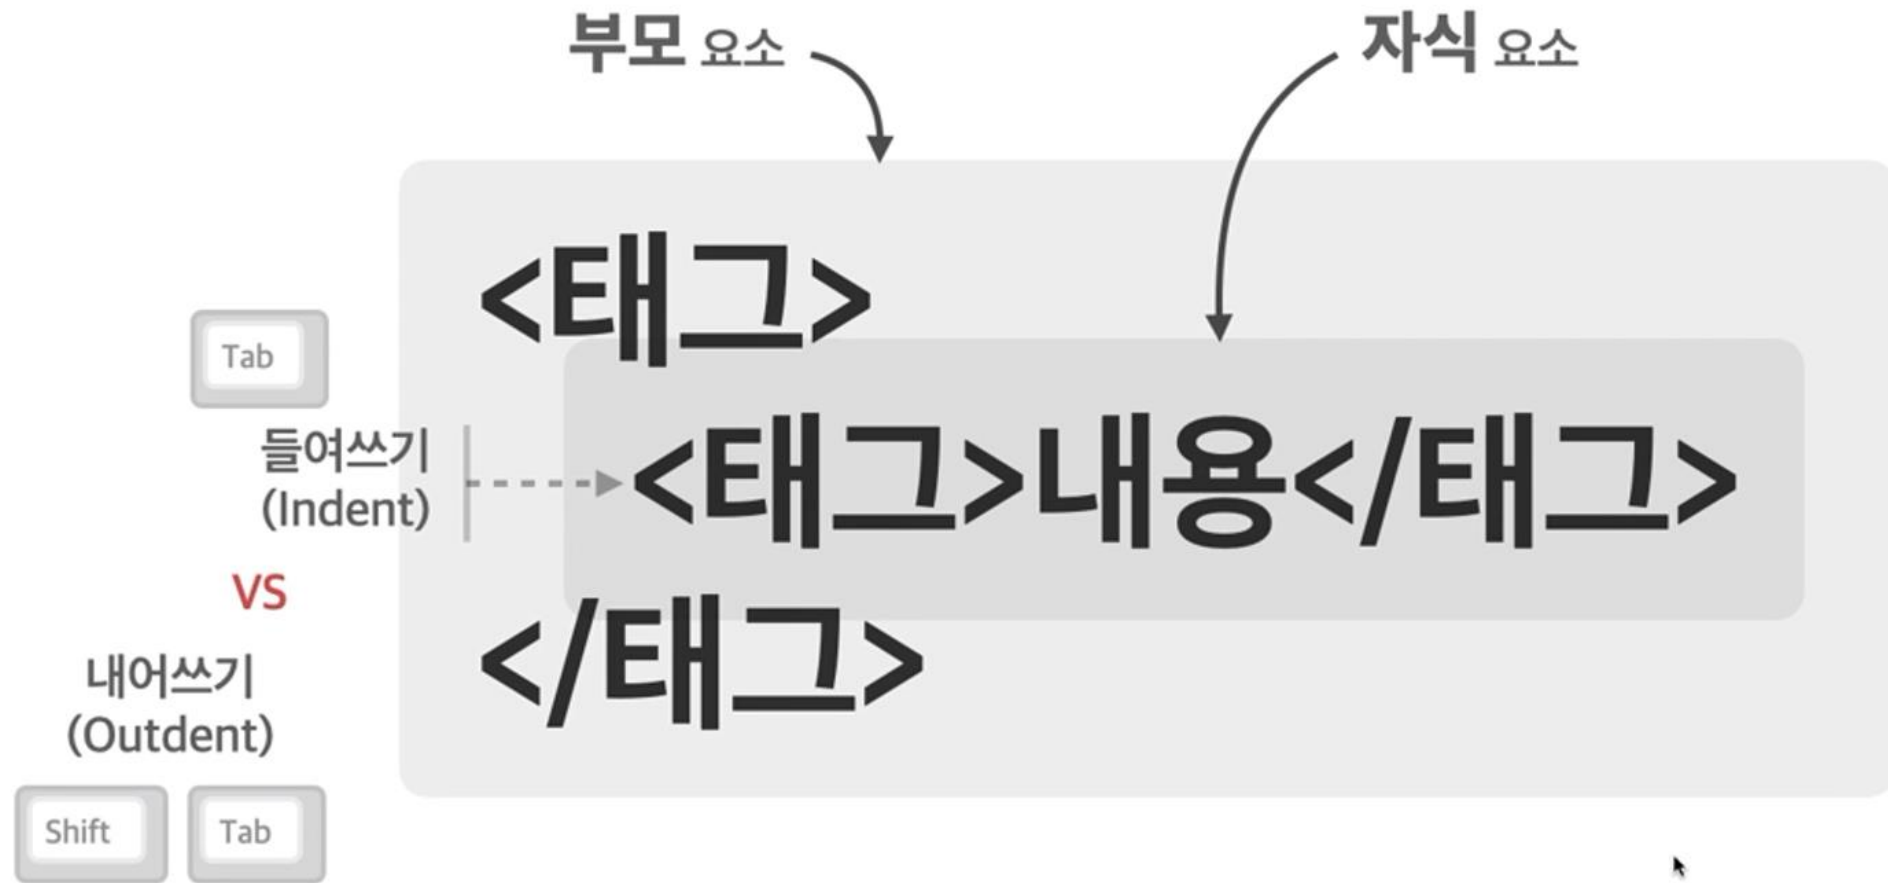 부모 요소
자식 요소
<태그>
Tab
들여쓰기
(Indent)
<태그>내용</태그>
VS
</태그>
내어쓰기
(Outdent)
Shift
Tab